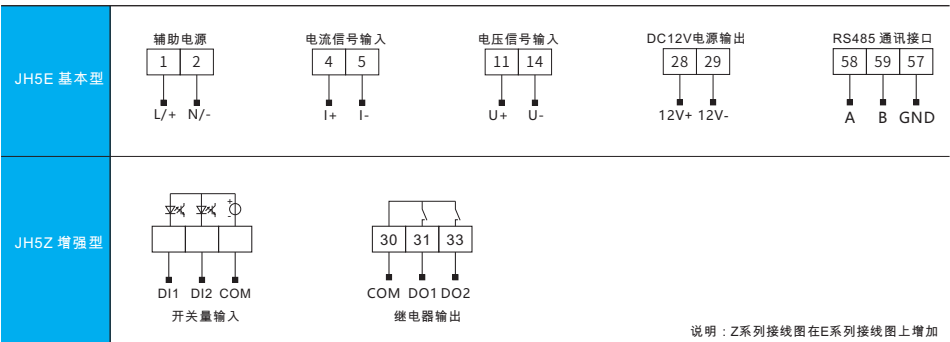 JH5E 基本型
辅助电源
1 2
L/+ N/-
电流信号输入
4 5
I+ I-
电压信号输入
11 14
U+ U-
DC12V电源输出
28 29
12V+ 12V-
RS485 通讯接口
58 59 57
A B GND
JH5Z 增强型
+
-
DI1 DI2 COM
开关量输入
30 31 33
COM DO1 DO2
继电器输出
说明：Z系列接线图在E系列接线图上增加